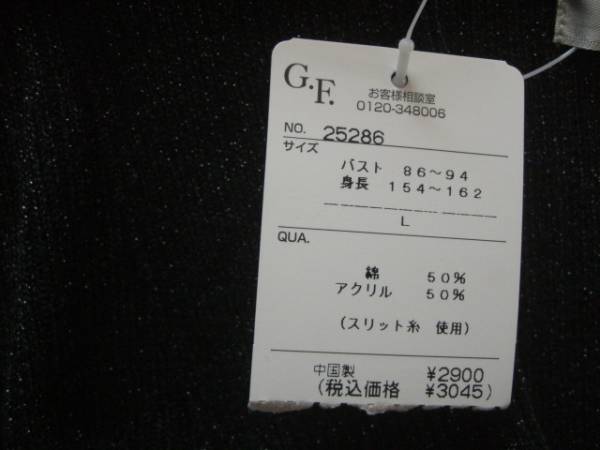 G.F.
お客様相談室
0120-348006
NO. 25286
サイズ
バスト 86～94
身長 154～162
L
QUA.
綿 50%
アクリル 50%
(スリット糸 使用)
中国製 ¥2900
(税込価格 ¥3045)